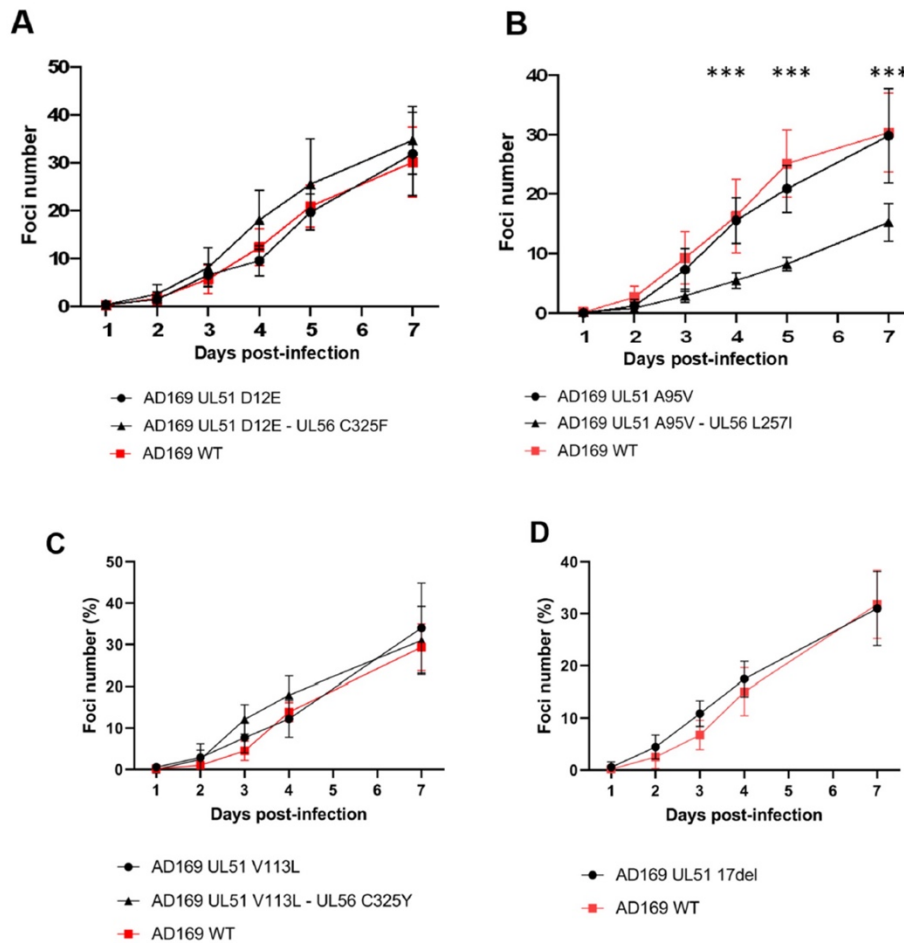 A
B
50
40
30
20
10
0
Foci number
1 2 3 4 5 6 7
Days post-infection
AD169 UL51 D12E
AD169 UL51 D12E - UL56 C325F
AD169 WT
*** *** ***
40
30
20
10
0
Foci number
1 2 3 4 5 6 7
Days post-infection
AD169 UL51 A95V
AD169 UL51 A95V - UL56 L257I
AD169 WT
C
D
50
40
30
20
10
0
Foci number (%)
1 2 3 4 5 6 7
Days post-infection
AD169 UL51 V113L
AD169 UL51 V113L - UL56 C325Y
AD169 WT
40
30
20
10
0
Foci number (%)
1 2 3 4 5 6 7
Days post-infection
AD169 UL51 17del
AD169 WT